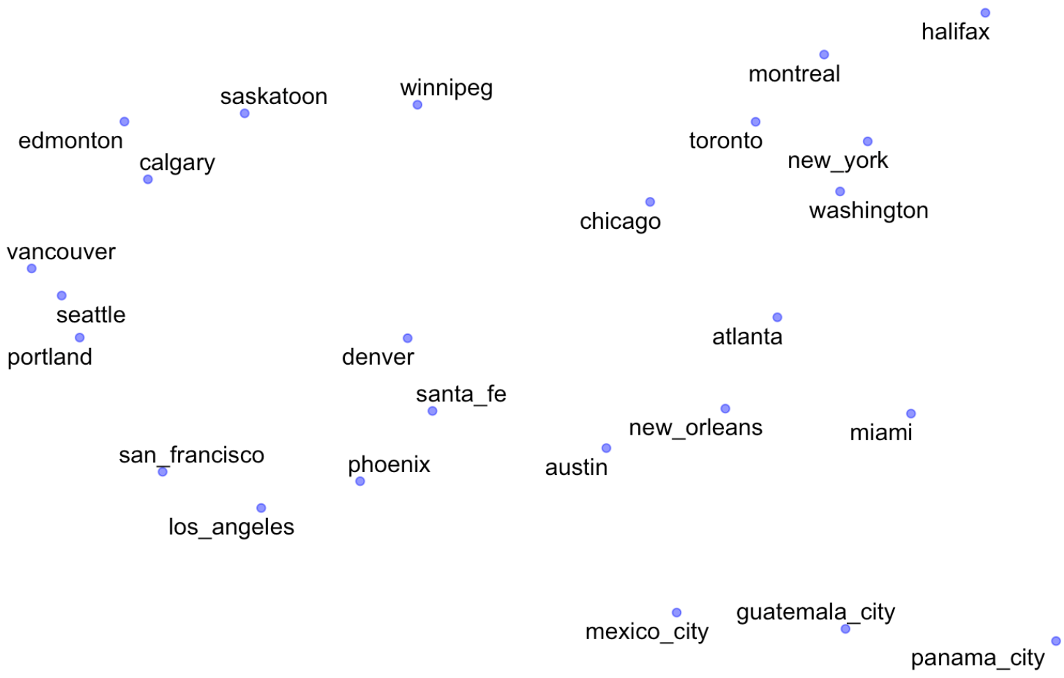 halifax
montreal
winnipeg
saskatoon
edmonton
toronto
calgary
new_york
washington
chicago
vancouver
seattle
atlanta
portland
denver
santa_fe
new_orleans
miami
san_francisco
phoenix
austin
los_angeles
guatemala_city
mexico_city
panama_city